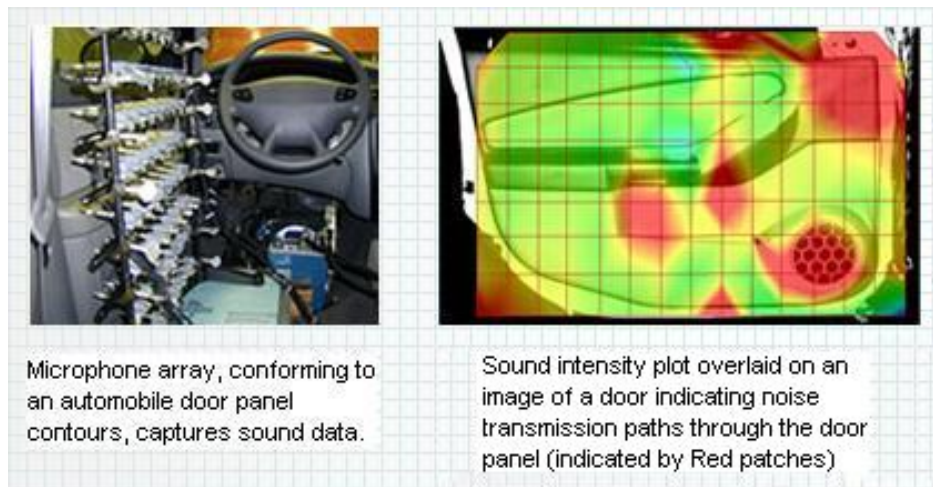 Microphone array, conforming to
an automobile door panel
contours, captures sound data.
Sound intensity plot overlaid on an
image of a door indicating noise
transmission paths through the door
panel (indicated by Red patches)